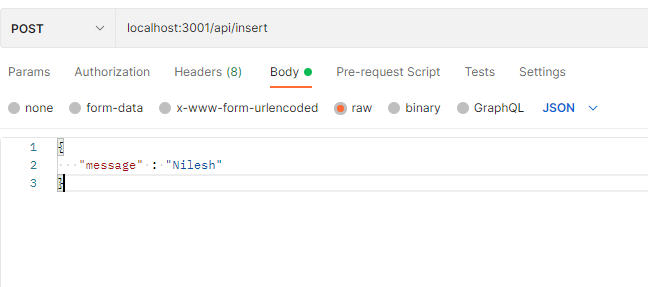 POST localhost:3001/api/insert
Params Authorization Headers (8) Body Pre-request Script Tests Settings
none form-data x-www-form-urlencoded raw binary GraphQL JSON
1 {
2 "message" : "Nilesh"
3 }